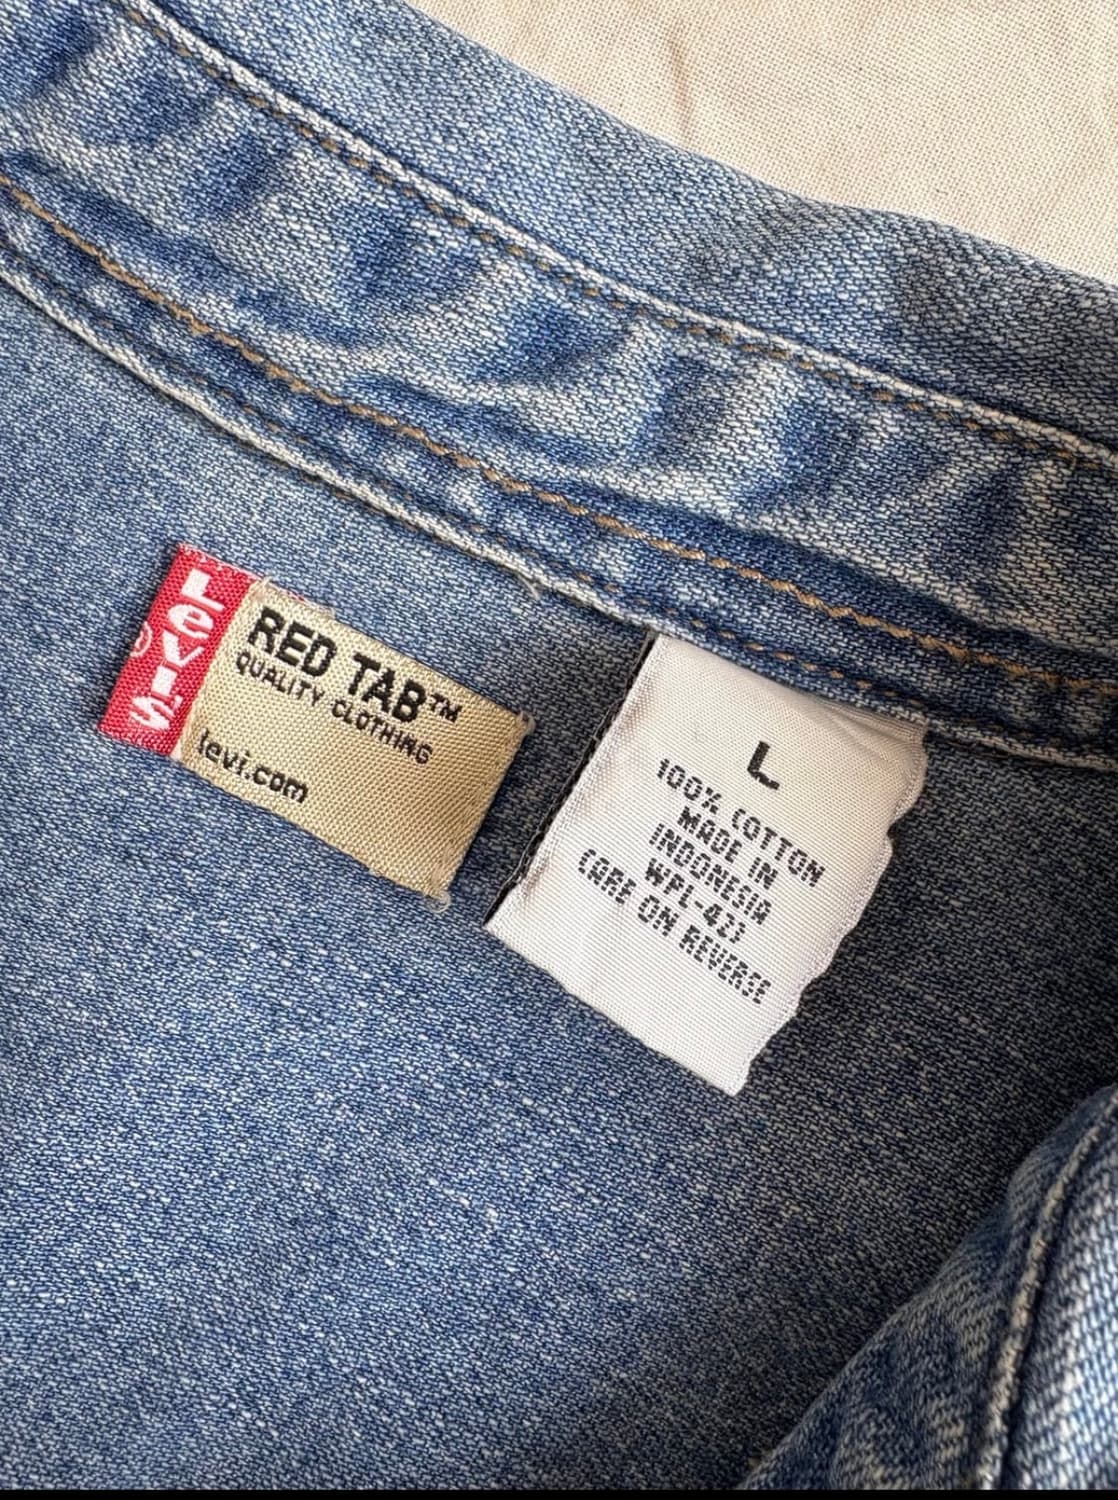 Levi's ®
RED TAB™
QUALITY CLOTHING
levi.com
L
100% COTTON
MADE IN
INDONESIA
WPL-423
CARE ON REVERSE